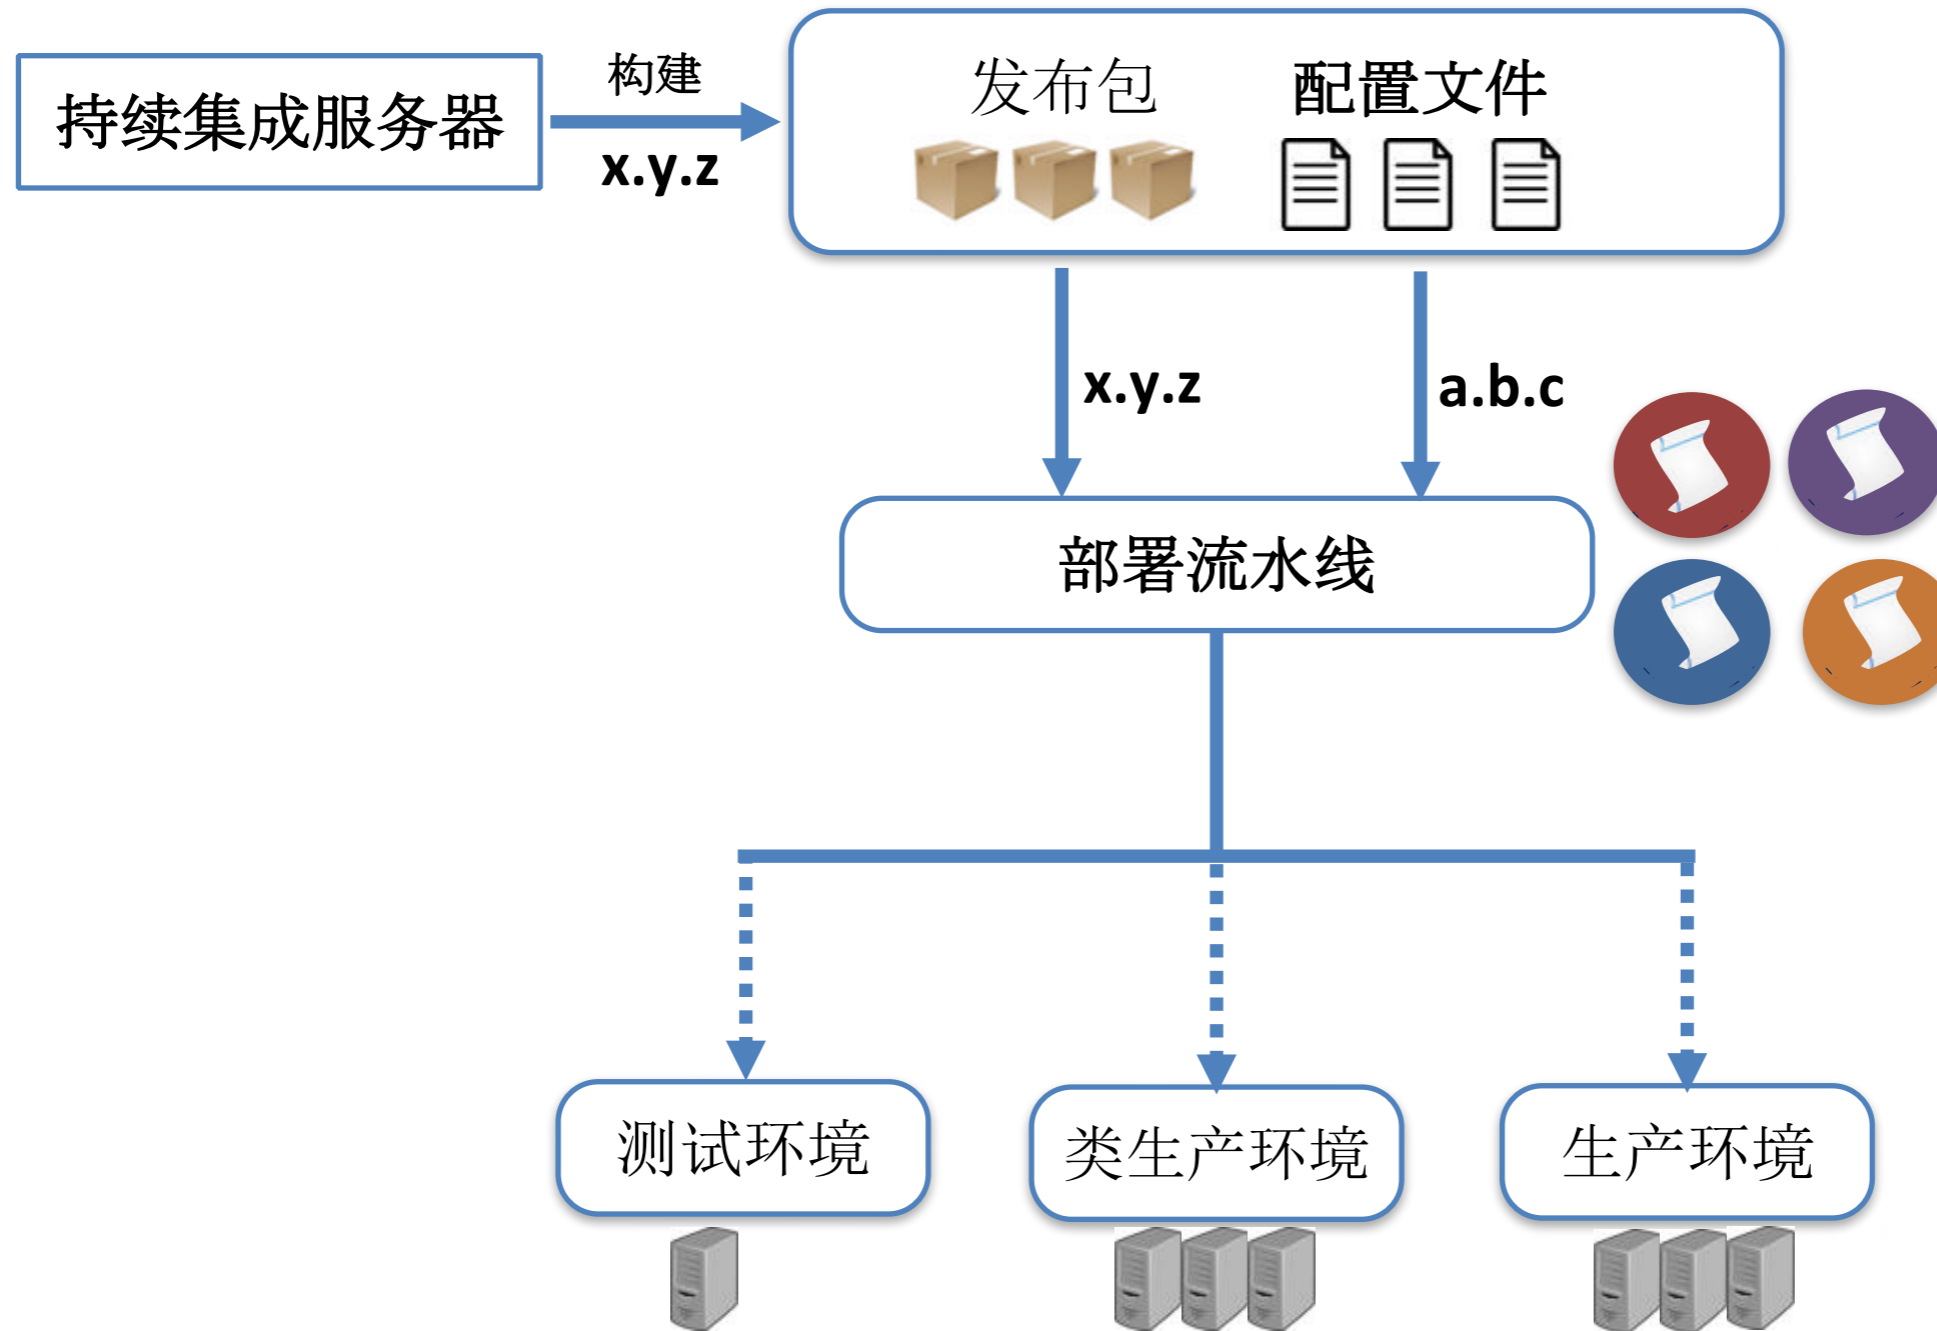 持续集成服务器
构建
x.y.z
发布包
配置文件
x.y.z
a.b.c
部署流水线
测试环境
类生产环境
生产环境